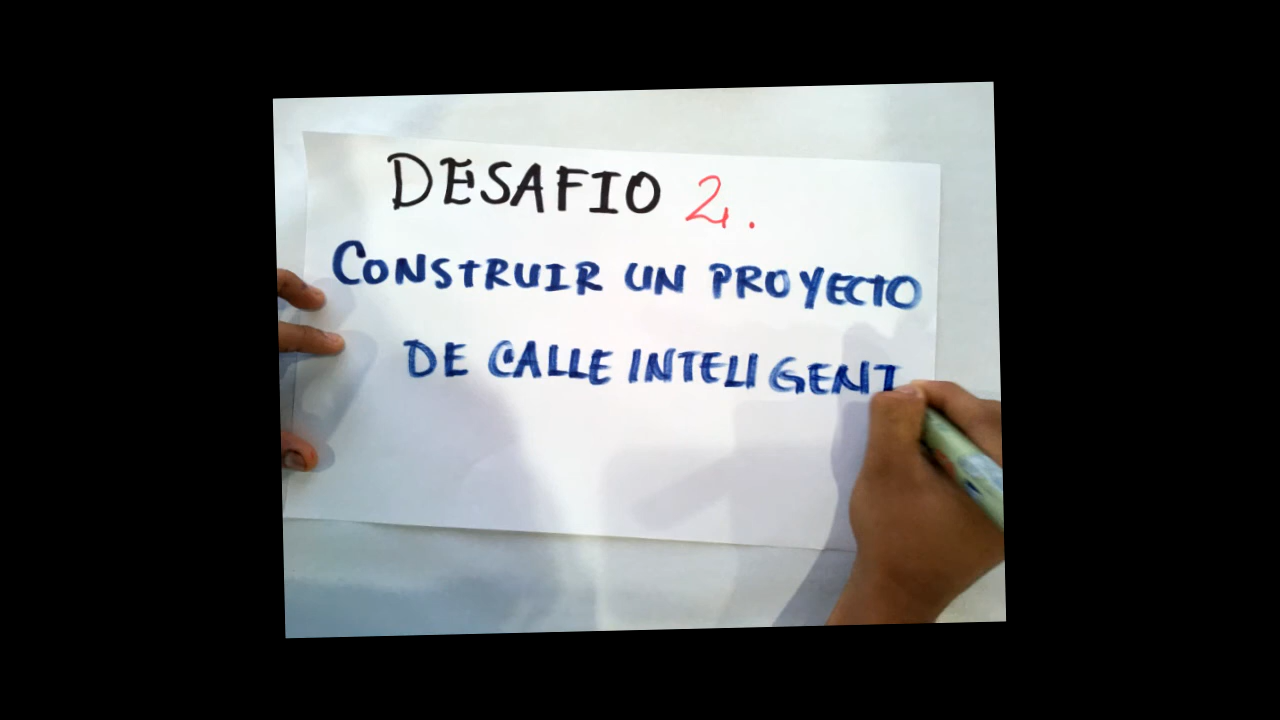 DESAFIO 2.
CONSTRUIR UN PROYECTO
DE CALLE INTELIGENT